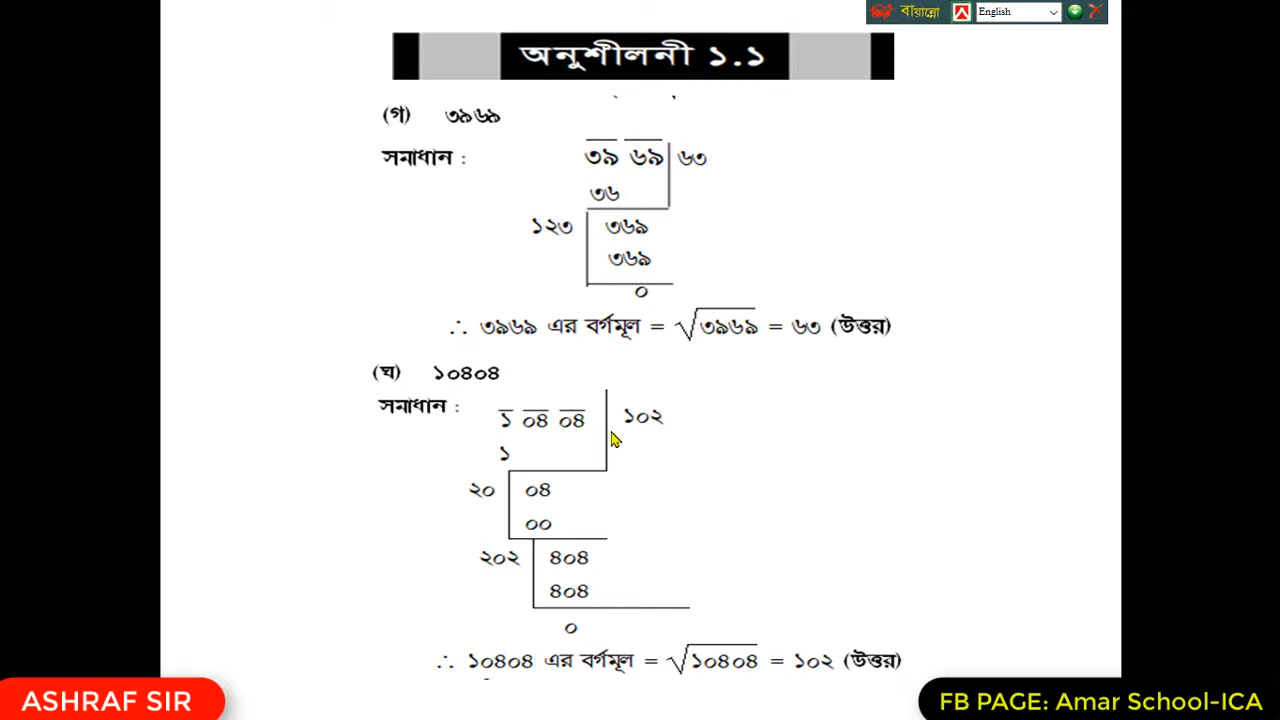 বায়ান্নো English
অনুশীলনী ১.১
(গ) ৩৯৬৯
সমাধান : ৩৯ ৬৯ ৬৩
৩৬
১২৩ ৩৬৯
৩৬৯
০
∴ ৩৯৬৯ এর বর্গমূল = √৩৯৬৯ = ৬৩ (উত্তর)
(ঘ) ১০৪০৪
সমাধান : ১ ০৪ ০৪ ১০২
১
২০ ০৪
০০
২০২ ৪০৪
৪০৪
০
∴ ১০৪০৪ এর বর্গমূল = √১০৪০৪ = ১০২ (উত্তর)
ASHRAF SIR
FB PAGE: Amar School-ICA